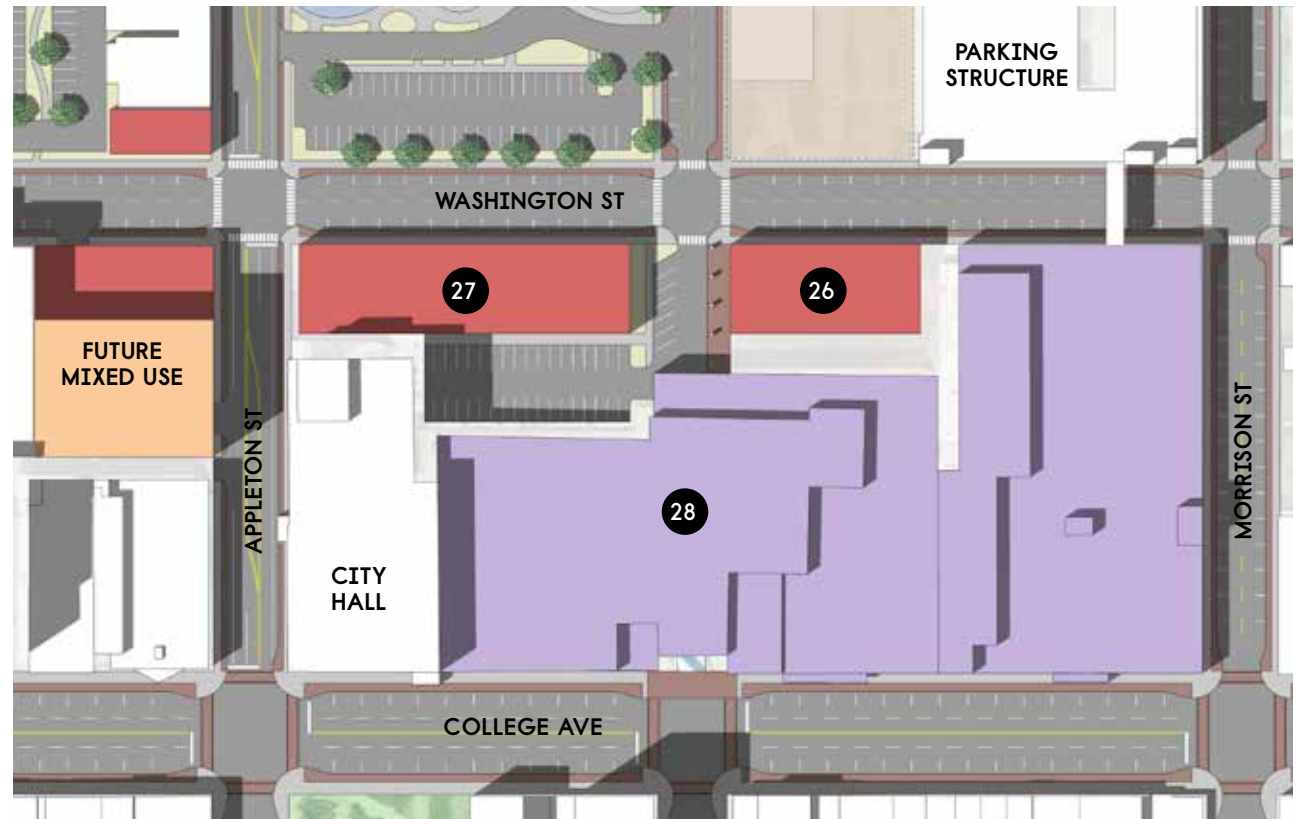 PARKING
STRUCTURE
WASHINGTON ST
27
26
FUTURE
MIXED USE
APPLETON ST
MORRISON ST
28
CITY
HALL
COLLEGE AVE